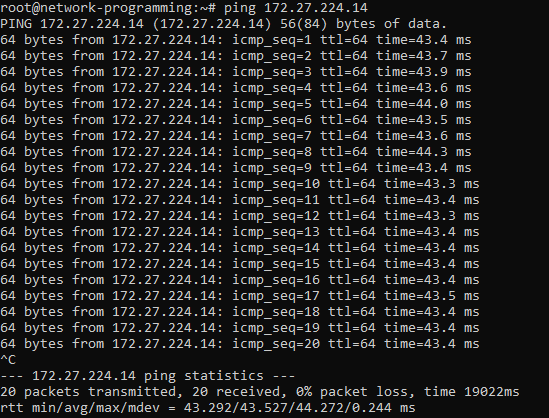 root@network-programming:~# ping 172.27.224.14
PING 172.27.224.14 (172.27.224.14) 56(84) bytes of data.
64 bytes from 172.27.224.14: icmp_seq=1 ttl=64 time=43.4 ms
64 bytes from 172.27.224.14: icmp_seq=2 ttl=64 time=43.7 ms
64 bytes from 172.27.224.14: icmp_seq=3 ttl=64 time=43.9 ms
64 bytes from 172.27.224.14: icmp_seq=4 ttl=64 time=43.6 ms
64 bytes from 172.27.224.14: icmp_seq=5 ttl=64 time=44.0 ms
64 bytes from 172.27.224.14: icmp_seq=6 ttl=64 time=43.5 ms
64 bytes from 172.27.224.14: icmp_seq=7 ttl=64 time=43.6 ms
64 bytes from 172.27.224.14: icmp_seq=8 ttl=64 time=44.3 ms
64 bytes from 172.27.224.14: icmp_seq=9 ttl=64 time=43.4 ms
64 bytes from 172.27.224.14: icmp_seq=10 ttl=64 time=43.3 ms
64 bytes from 172.27.224.14: icmp_seq=11 ttl=64 time=43.4 ms
64 bytes from 172.27.224.14: icmp_seq=12 ttl=64 time=43.3 ms
64 bytes from 172.27.224.14: icmp_seq=13 ttl=64 time=43.4 ms
64 bytes from 172.27.224.14: icmp_seq=14 ttl=64 time=43.4 ms
64 bytes from 172.27.224.14: icmp_seq=15 ttl=64 time=43.4 ms
64 bytes from 172.27.224.14: icmp_seq=16 ttl=64 time=43.4 ms
64 bytes from 172.27.224.14: icmp_seq=17 ttl=64 time=43.5 ms
64 bytes from 172.27.224.14: icmp_seq=18 ttl=64 time=43.4 ms
64 bytes from 172.27.224.14: icmp_seq=19 ttl=64 time=43.4 ms
64 bytes from 172.27.224.14: icmp_seq=20 ttl=64 time=43.4 ms
^C
--- 172.27.224.14 ping statistics ---
20 packets transmitted, 20 received, 0% packet loss, time 19022ms
rtt min/avg/max/mdev = 43.292/43.527/44.272/0.244 ms